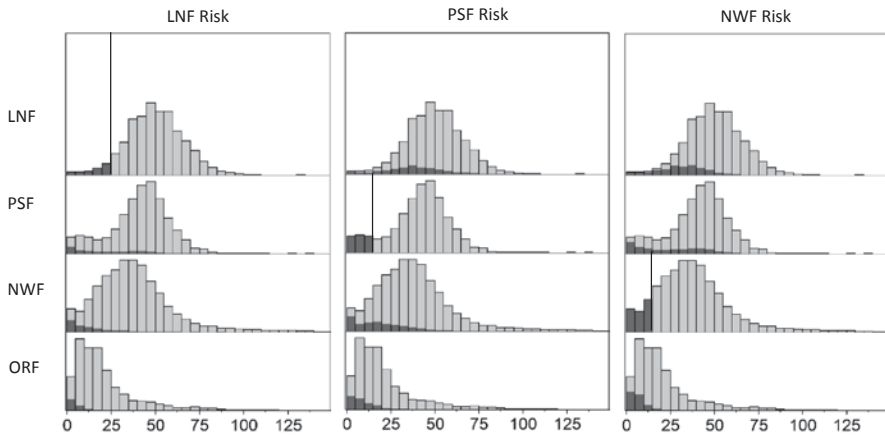 LNF Risk PSF Risk NWF Risk
LNF
PSF
NWF
ORF
0 25 50 75 100 125 0 25 50 75 100 125 0 25 50 75 100 125